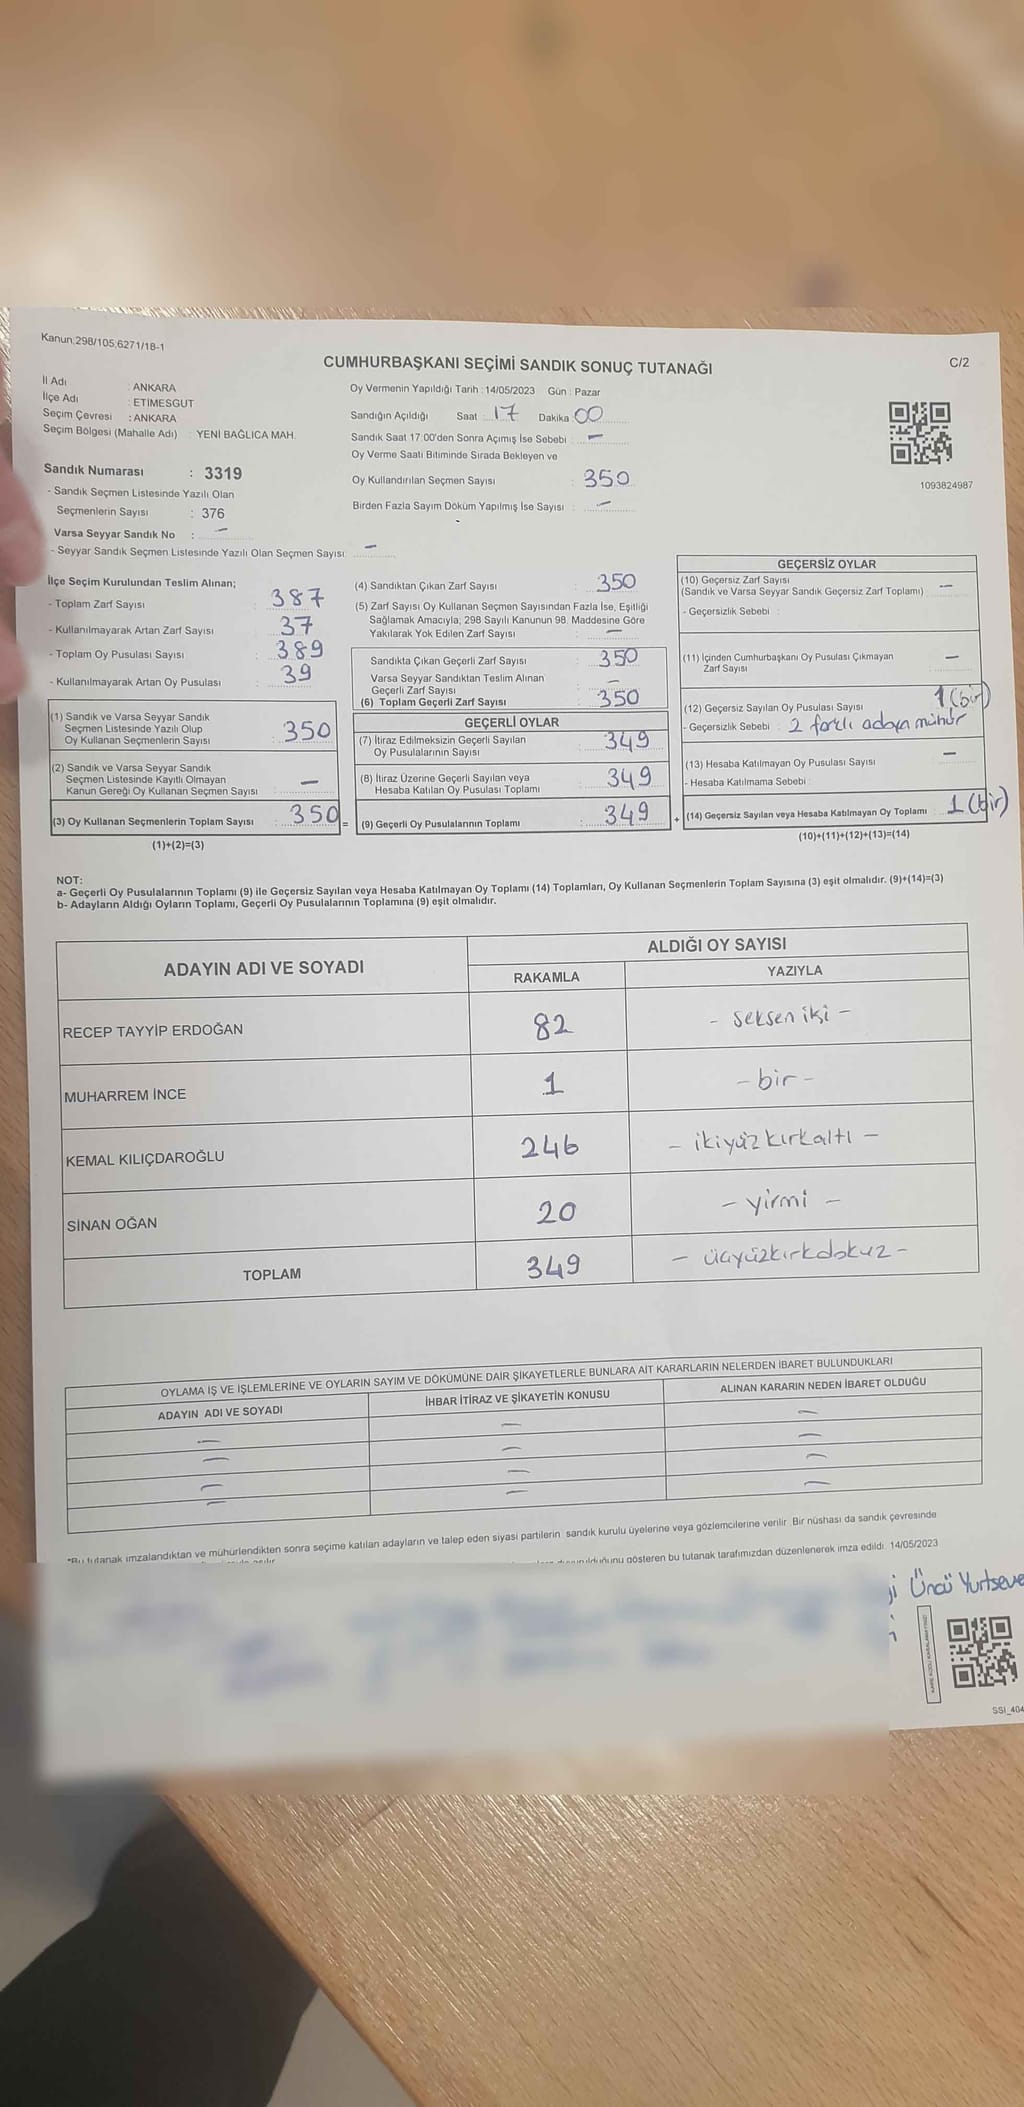 Kanun;298/105;6271/18-1
CUMHURBAŞKANI SEÇİMİ SANDIK SONUÇ TUTANAĞI
C/2
İl Adı : ANKARA
İlçe Adı : ETİMESGUT
Seçim Çevresi : ANKARA
Seçim Bölgesi (Mahalle Adı) : YENİ BAĞLICA MAH.
Sandık Numarası : 3319
- Sandık Seçmen Listesinde Yazılı Olan
Seçmenlerin Sayısı : 376
Varsa Seyyar Sandık No : -
- Seyyar Sandık Seçmen Listesinde Yazılı Olan Seçmen Sayısı: -
Oy Vermenin Yapıldığı Tarih : 14/05/2023 Gün : Pazar
Sandığın Açıldığı Saat : 17 Dakika : 00
Sandık Saat 17:00'den Sonra Açımış İse Sebebi : -
Oy Verme Saati Bitiminde Sırada Bekleyen ve
Oy Kullandırılan Seçmen Sayısı : 350
Birden Fazla Sayım Döküm Yapılmış İse Sayısı : -
1093824987
İlçe Seçim Kurulundan Teslim Alınan;
- Toplam Zarf Sayısı : 387
- Kullanılmayarak Artan Zarf Sayısı : 37
- Toplam Oy Pusulası Sayısı : 389
- Kullanılmayarak Artan Oy Pusulası : 39
(1) Sandık ve Varsa Seyyar Sandık
Seçmen Listesinde Yazılı Olup
Oy Kullanan Seçmenlerin Sayısı : 350
(2) Sandık ve Varsa Seyyar Sandık
Seçmen Listesinde Kayıtlı Olmayan
Kanun Gereği Oy Kullanan Seçmen Sayısı : -
(3) Oy Kullanan Seçmenlerin Toplam Sayısı : 350 =
(1)+(2)=(3)
(4) Sandıktan Çıkan Zarf Sayısı : 350
(5) Zarf Sayısı Oy Kullanan Seçmen Sayısından Fazla İse, Eşitliği
Sağlamak Amacıyla, 298 Sayılı Kanunun 98. Maddesine Göre
Yakılarak Yok Edilen Zarf Sayısı : -
Sandıkta Çıkan Geçerli Zarf Sayısı : 350
Varsa Seyyar Sandıktan Teslim Alınan
Geçerli Zarf Sayısı : -
(6) Toplam Geçerli Zarf Sayısı : 350
GEÇERLİ OYLAR
(7) İtiraz Edilmeksizin Geçerli Sayılan
Oy Pusulalarının Sayısı : 349
(8) İtiraz Üzerine Geçerli Sayılan veya
Hesaba Katılan Oy Pusulası Toplamı : 349
(9) Geçerli Oy Pusulalarının Toplamı : 349 +
GEÇERSİZ OYLAR
(10) Geçersiz Zarf Sayısı
(Sandık ve Varsa Seyyar Sandık Geçersiz Zarf Toplamı) : -
- Geçersizlik Sebebi :
(11) İçinden Cumhurbaşkanı Oy Pusulası Çıkmayan
Zarf Sayısı : -
(12) Geçersiz Sayılan Oy Pusulası Sayısı : 1 (bir)
- Geçersizlik Sebebi : 2 farklı adaya mühür
(13) Hesaba Katılmayan Oy Pusulası Sayısı : -
- Hesaba Katılmama Sebebi :
(14) Geçersiz Sayılan veya Hesaba Katılmayan Oy Toplamı : 1 (bir)
(10)+(11)+(12)+(13)=(14)
NOT:
a- Geçerli Oy Pusulalarının Toplamı (9) ile Geçersiz Sayılan veya Hesaba Katılmayan Oy Toplamı (14) Toplamları, Oy Kullanan Seçmenlerin Toplam Sayısına (3) eşit olmalıdır. (9)+(14)=(3)
b- Adayların Aldığı Oyların Toplamı, Geçerli Oy Pusulalarının Toplamına (9) eşit olmalıdır.
ADAYIN ADI VE SOYADI
ALDIĞI OY SAYISI
RAKAMLA
YAZIYLA
RECEP TAYYİP ERDOĞAN 82 - seksen iki -
MUHARREM İNCE 1 - bir -
KEMAL KILIÇDAROĞLU 246 - ikiyüzkırkaltı -
SİNAN OĞAN 20 - yirmi -
TOPLAM 349 - üçyüzkırkdokuz -
OYLAMA İŞ VE İŞLEMLERİNE VE OYLARIN SAYIM VE DÖKÜMÜNE DAİR ŞİKAYETLERLE BUNLARA AİT KARARLARIN NELERDEN İBARET BULUNDUKLARI
ADAYIN ADI VE SOYADI
İHBAR İTİRAZ VE ŞİKAYETİN KONUSU
ALINAN KARARIN NEDEN İBARET OLDUĞU
- - -
- - -
- - -
- - -
*Bu tutanak imzalandıktan ve mühürlendikten sonra seçime katılan adayların ve talep eden siyasi partilerin sandık kurulu üyelerine veya gözlemcilerine verilir. Bir nüshası da sandık çevresinde
gösteren bu tutanak tarafımızdan düzenlenerek imza edildi. 14/05/2023
Öncü Yurtseve
SSI_404